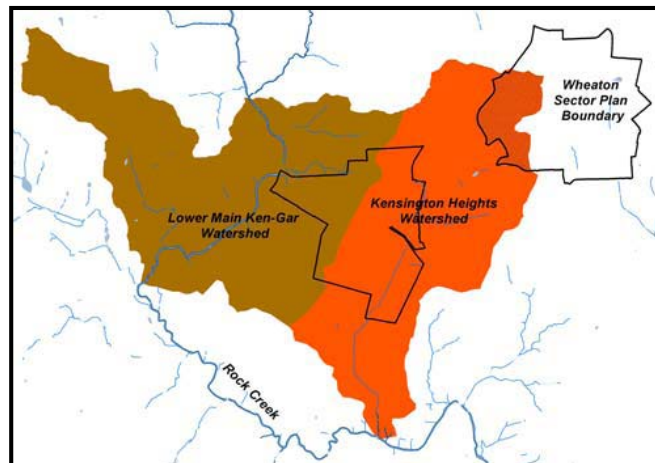 Wheaton
Sector Plan
Boundary
Lower Main Ken-Gar
Watershed
Kensington Heights
Watershed
Rock Creek